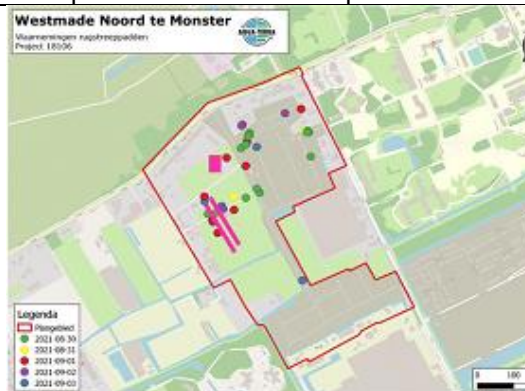 Westmade Noord te Monster
Waarnemingen rugstreeppadden
Project 18106
AQUA-TERRA
Legenda
Plangebied
2021-08-30
2021-08-31
2021-09-01
2021-09-02
2021-09-03
0
100